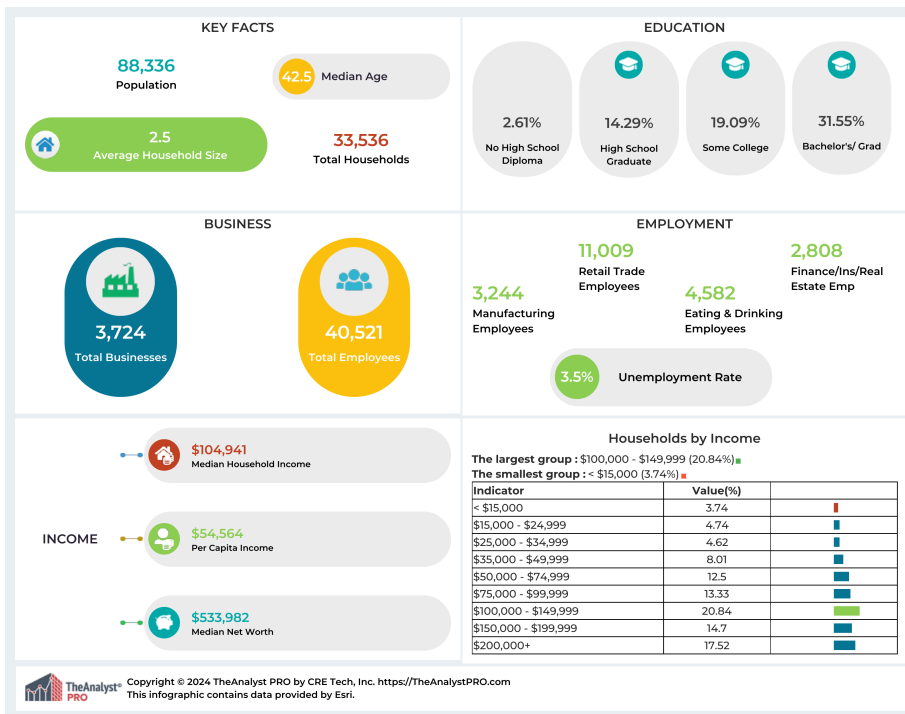 KEY FACTS
88,336
Population
42.5
Median Age
2.5
Average Household Size
33,536
Total Households
EDUCATION
2.61%
No High School
Diploma
14.29%
High School
Graduate
19.09%
Some College
31.55%
Bachelor's/ Grad
BUSINESS
3,724
Total Businesses
40,521
Total Employees
EMPLOYMENT
3,244
Manufacturing
Employees
11,009
Retail Trade
Employees
4,582
Eating & Drinking
Employees
2,808
Finance/Ins/Real
Estate Emp
3.5%
Unemployment Rate
INCOME
$104,941
Median Household Income
$54,564
Per Capita Income
$533,982
Median Net Worth
Households by Income
The largest group : $100,000 - $149,999 (20.84%)
The smallest group : < $15,000 (3.74%)
Indicator Value(%)
< $15,000 3.74
$15,000 - $24,999 4.74
$25,000 - $34,999 4.62
$35,000 - $49,999 8.01
$50,000 - $74,999 12.5
$75,000 - $99,999 13.33
$100,000 - $149,999 20.84
$150,000 - $199,999 14.7
$200,000+ 17.52
TheAnalyst®
PRO
Copyright © 2024 TheAnalyst PRO by CRE Tech, Inc. https://TheAnalystPRO.com
This infographic contains data provided by Esri.